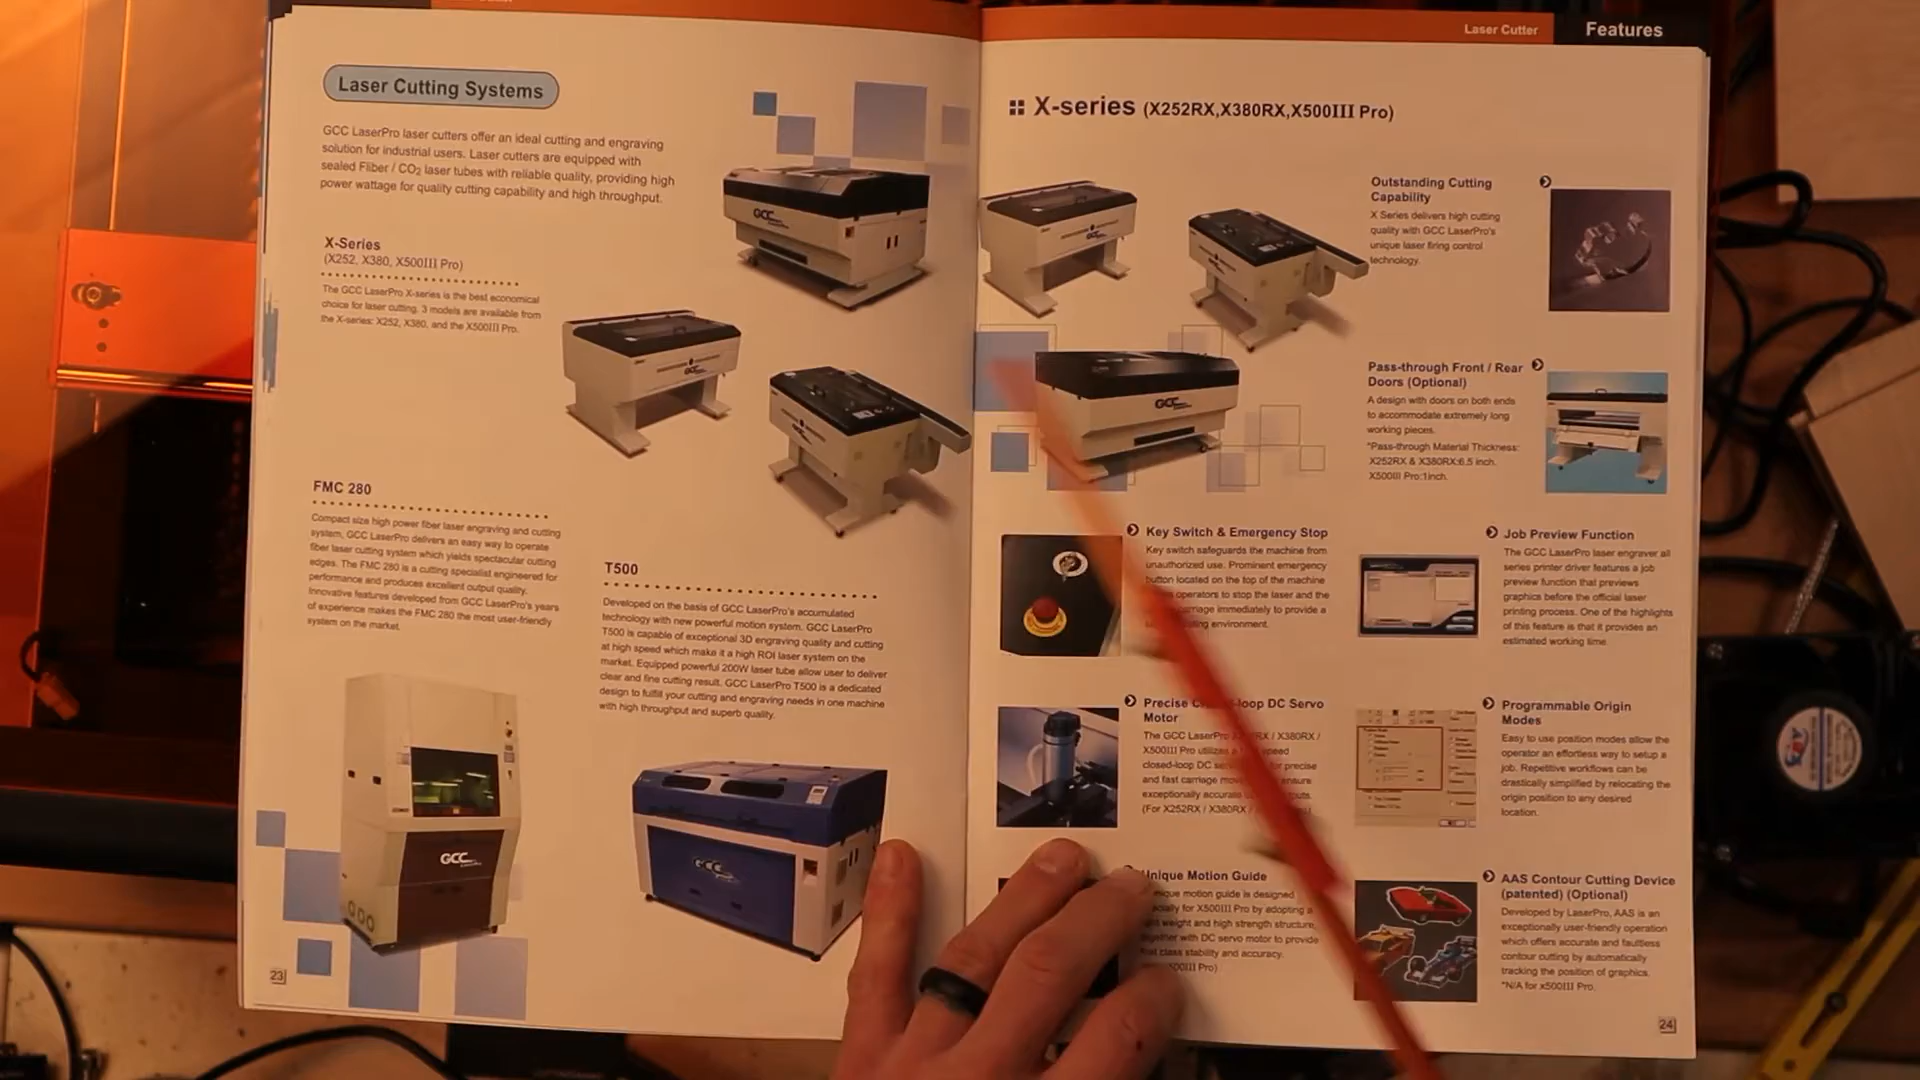 Laser Cutting Systems
GCC LaserPro laser cutters offer an ideal cutting and engraving
solution for industrial users. Laser cutters are equipped with
sealed Fliber / CO2 laser tubes with reliable quality, providing high
power wattage for quality cutting capability and high throughput.
X-Series
(X252, X380, X500III Pro)
The GCC LaserPro X-series is the best economical
choice for laser cutting. 3 models are available from
the X-series: X252, X380, and the X500III Pro.
GCC
GCC
FMC 280
Compact size high power fiber laser engraving and cutting
system, GCC LaserPro delivers an easy way to operate
fiber laser cutting system which yields spectacular cutting
edges. The FMC 280 is a cutting specialist engineered for
performance and produces excellent output quality.
Innovative features developed from GCC LaserPro's years
of experience makes the FMC 280 the most user-friendly
system on the market.
T500
Developed on the basis of GCC LaserPro's accumulated
technology with new powerful motion system. GCC LaserPro
T500 is capable of exceptional 3D engraving quality and cutting
at high speed which make it a high ROI laser system on the
market. Equipped powerful 200W laser tube allow user to deliver
clear and fine cutting result. GCC LaserPro T500 is a dedicated
design to fulfill your cutting and engraving needs in one machine
with high throughput and superb quality.
GCC
GCC
23
Laser Cutter Features
X-series (X252RX,X380RX,X500III Pro)
GCC
Outstanding Cutting
Capability
X Series delivers high cutting
quality with GCC LaserPro's
unique laser firing control
technology.
Pass-through Front / Rear
Doors (Optional)
A design with doors on both ends
to accommodate extremely long
working pieces.
*Pass-through Material Thickness:
X252RX & X380RX:6.5 inch.
X500III Pro:1inch.
Key Switch & Emergency Stop
Key switch safeguards the machine from
unauthorized use. Prominent emergency
button located on the top of the machine
operators to stop the laser and the
carriage immediately to provide a
environment.
Job Preview Function
The GCC LaserPro laser engraver all
series printer driver features a job
preview function that previews
graphics before the official laser
printing process. One of the highlights
of this feature is that it provides an
estimated working time.
Precise loop DC Servo
Motor
The GCC LaserPro / X380RX /
X500III Pro utilizes a
closed-loop DC for precise
and fast carriage ensure
exceptionally accurate
(For X252RX / X380RX /
Programmable Origin
Modes
Easy to use position modes allow the
operator an effortless way to setup a
job. Repetitive workflows can be
drastically simplified by relocating the
origin position to any desired
location.
Unique Motion Guide
motion guide is designed
for X500III Pro by adopting a
weight and high strength structure,
together with DC servo motor to provide
class stability and accuracy.
Pro)
AAS Contour Cutting Device
(patented) (Optional)
Developed by LaserPro, AAS is an
exceptionally user-friendly operation
which offers accurate and faultless
contour cutting by automatically
tracking the position of graphics.
*N/A for x500III Pro.
24